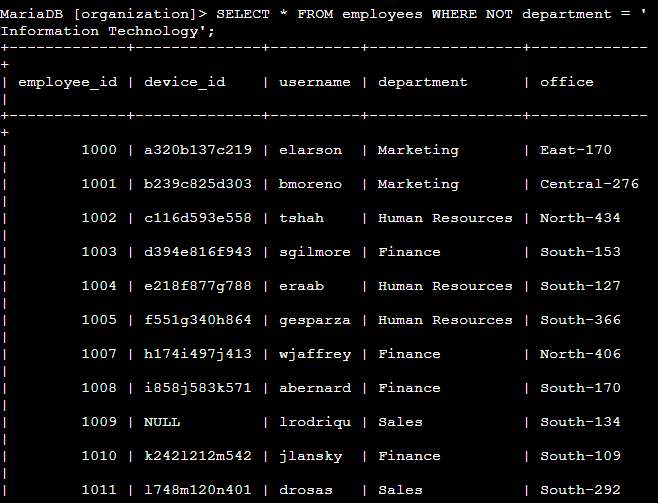 MariaDB [organization]> SELECT * FROM employees WHERE NOT department = '
Information Technology';
+-------------+--------------+----------+-----------------+-------------
+
| employee_id | device_id    | username | department      | office
|
+-------------+--------------+----------+-----------------+-------------
+
|        1000 | a320b137c219 | elarson  | Marketing       | East-170
|
|        1001 | b239c825d303 | bmoreno  | Marketing       | Central-276
|
|        1002 | c116d593e558 | tshah    | Human Resources | North-434
|
|        1003 | d394e816f943 | sgilmore | Finance         | South-153
|
|        1004 | e218f877g788 | eraab    | Human Resources | South-127
|
|        1005 | f551g340h864 | gesparza | Human Resources | South-366
|
|        1007 | h174i497j413 | wjaffrey | Finance         | North-406
|
|        1008 | i858j583k571 | abernard | Finance         | South-170
|
|        1009 | NULL         | lrodriqu | Sales           | South-134
|
|        1010 | k242l212m542 | jlansky  | Finance         | South-109
|
|        1011 | l748m120n401 | drosas   | Sales           | South-292